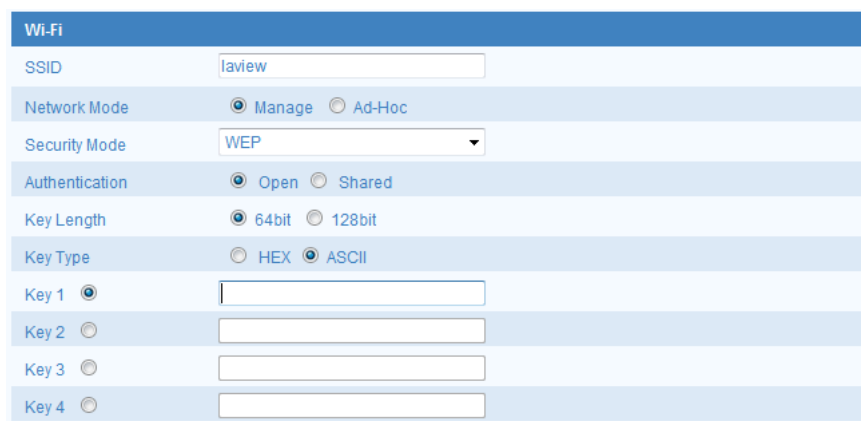 Wi-Fi
SSID laview
Network Mode Manage Ad-Hoc
Security Mode WEP
Authentication Open Shared
Key Length 64bit 128bit
Key Type HEX ASCII
Key 1
Key 2
Key 3
Key 4